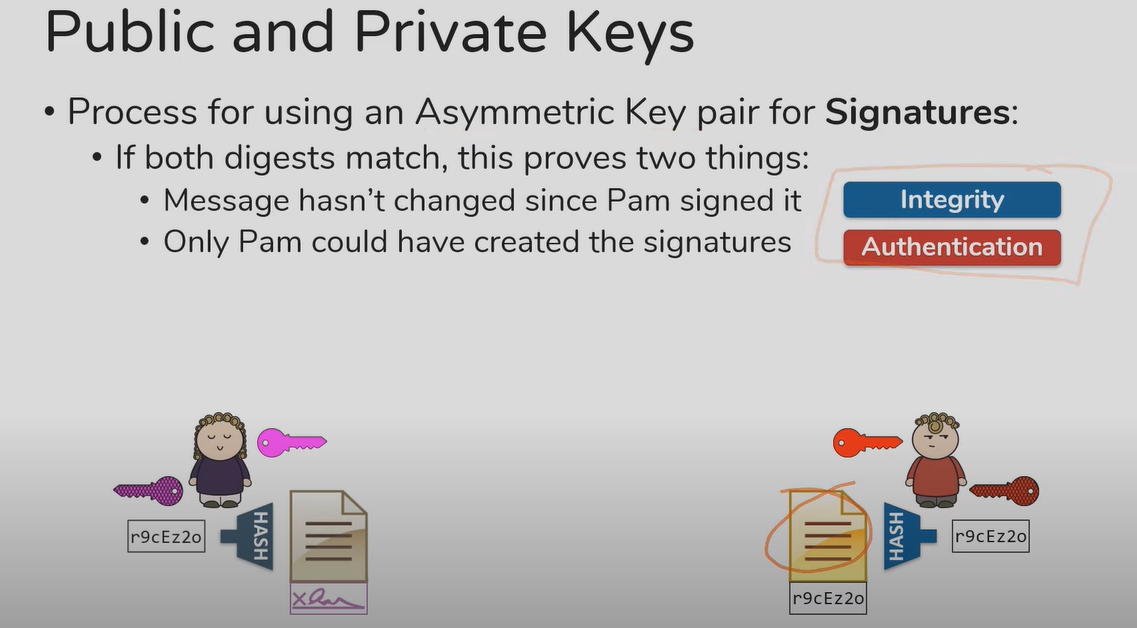 Public and Private Keys
• Process for using an Asymmetric Key pair for Signatures:
• If both digests match, this proves two things:
• Message hasn’t changed since Pam signed it
Integrity
• Only Pam could have created the signatures
Authentication
r9cEz2o
HASH
HASH
r9cEz2o
r9cEz2o